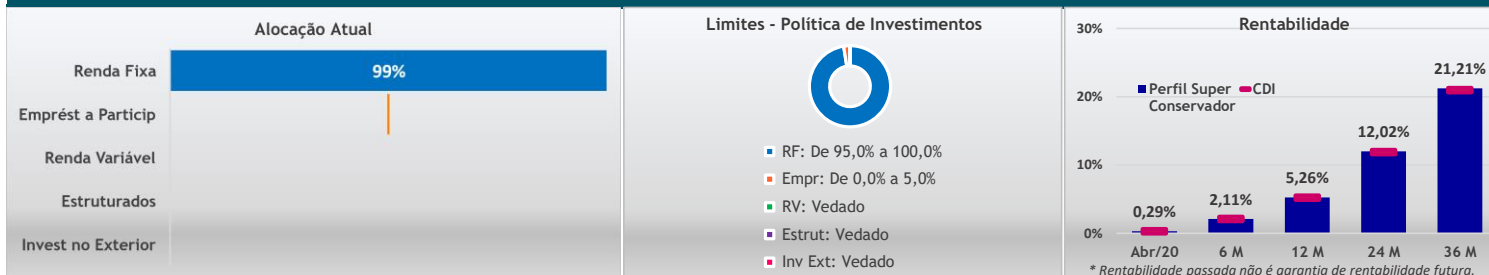 Alocação Atual
Renda Fixa
99%
Emprést a Particip
Renda Variável
Estruturados
Invest no Exterior
Limites - Política de Investimentos
RF: De 95,0% a 100,0%
Empr: De 0,0% a 5,0%
RV: Vedado
Estrut: Vedado
Inv Ext: Vedado
Rentabilidade
30%
20%
10%
0%
Perfil Super Conservador
CDI
0,29%
2,11%
5,26%
12,02%
21,21%
Abr/20
6 M
12 M
24 M
36 M
* Rentabilidade passada não é garantia de rentabilidade futura.